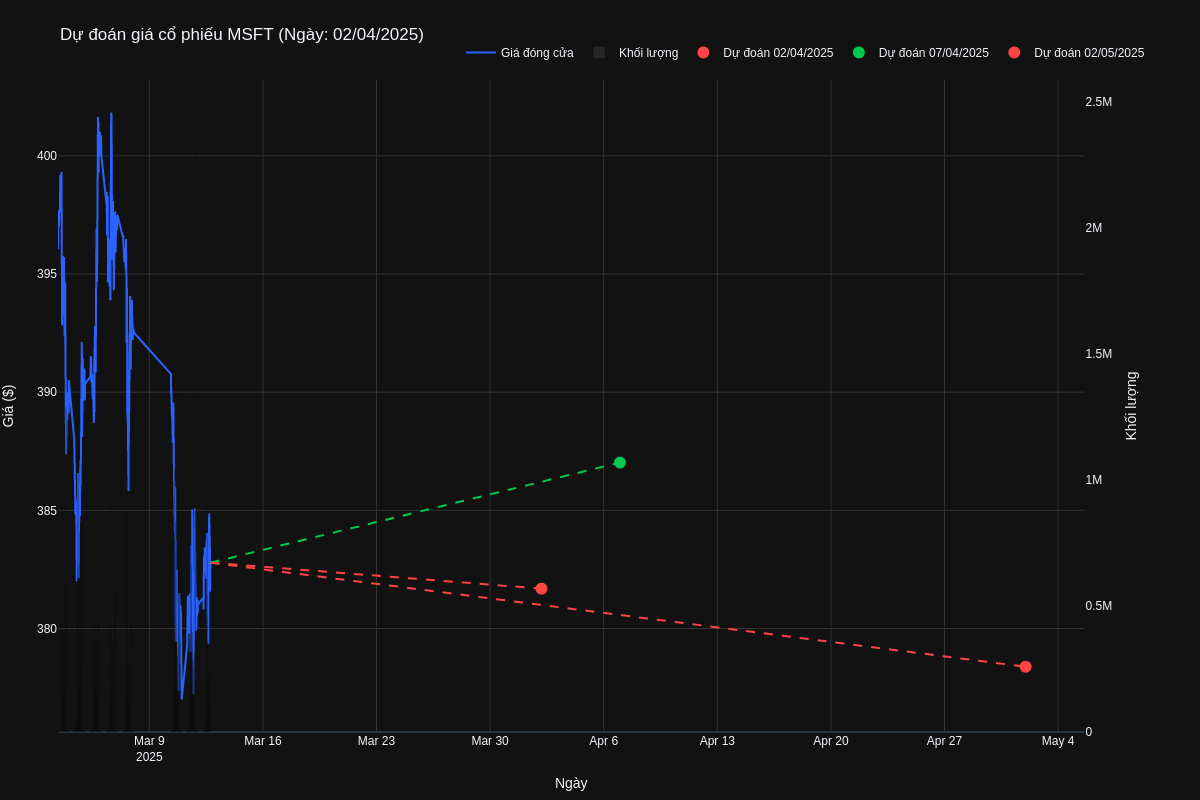 Dự đoán giá cổ phiếu MSFT (Ngày: 02/04/2025)
Giá đóng cửa
Khối lượng
Dự đoán 02/04/2025
Dự đoán 07/04/2025
Dự đoán 02/05/2025
400
395
390
385
380
Giá ($)
2.5M
2M
1.5M
1M
0.5M
0
Khối lượng
Mar 9
2025
Mar 16
Mar 23
Mar 30
Apr 6
Apr 13
Apr 20
Apr 27
May 4
Ngày